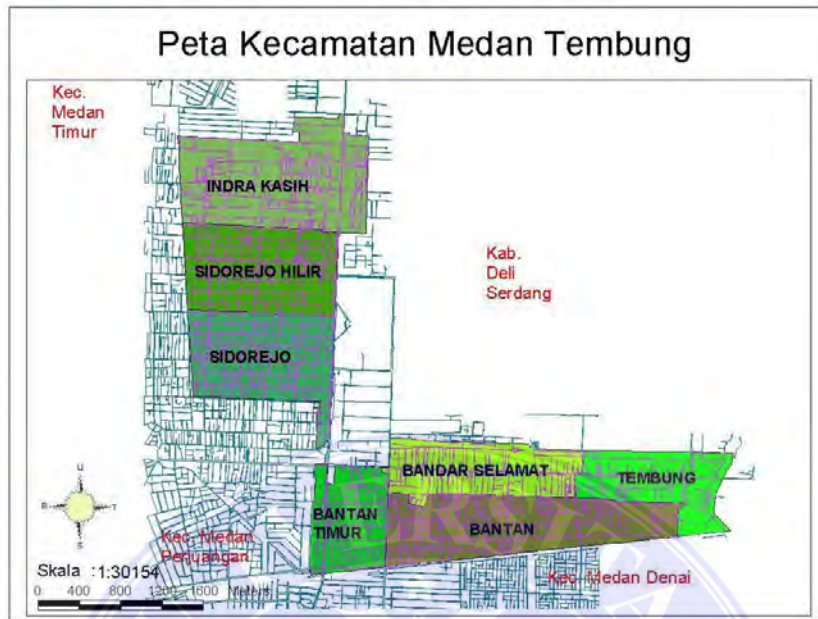 Peta Kecamatan Medan Tembung
Kec.
Medan
Timur
INDRA KASIH
SIDOREJO HILIR
Kab.
Deli
Serdang
SIDOREJO
BANDAR SELAMAT
TEMBUNG
BANTAN
TIMUR
BANTAN
U
B
T
S
Kec. Medan
Perjuangan
Kec. Medan Denai
Skala :1:30154
0 400 800 1200 1600 Meters